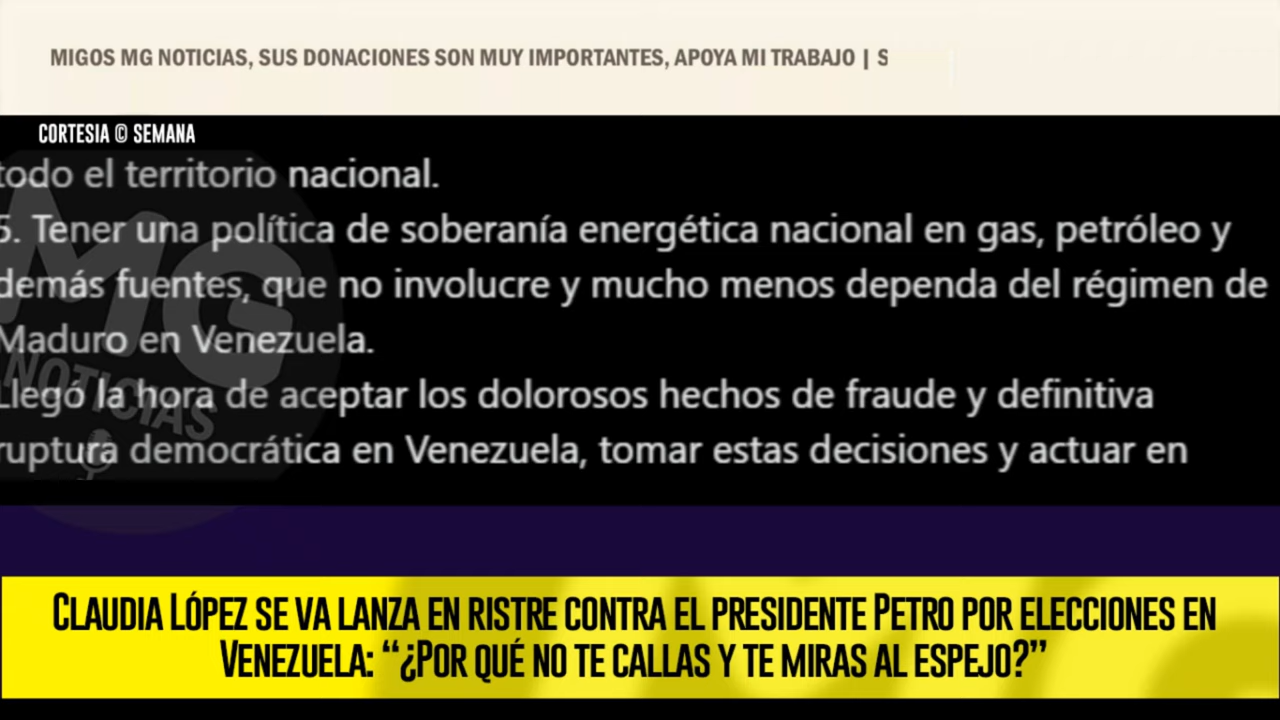 MIGOS MG NOTICIAS, SUS DONACIONES SON MUY IMPORTANTES, APOYA MI TRABAJO | S
CORTESIA © SEMANA
todo el territorio nacional.
5. Tener una política de soberanía energética nacional en gas, petróleo y
demás fuentes, que no involucre y mucho menos dependa del régimen de
Maduro en Venezuela.
Llegó la hora de aceptar los dolorosos hechos de fraude y definitiva
ruptura democrática en Venezuela, tomar estas decisiones y actuar en
MG
NOTICIAS
CLAUDIA LÓPEZ SE VA LANZA EN RISTRE CONTRA EL PRESIDENTE PETRO POR ELECCIONES EN
VENEZUELA: “¿POR QUÉ NO TE CALLAS Y TE MIRAS AL ESPEJO?”